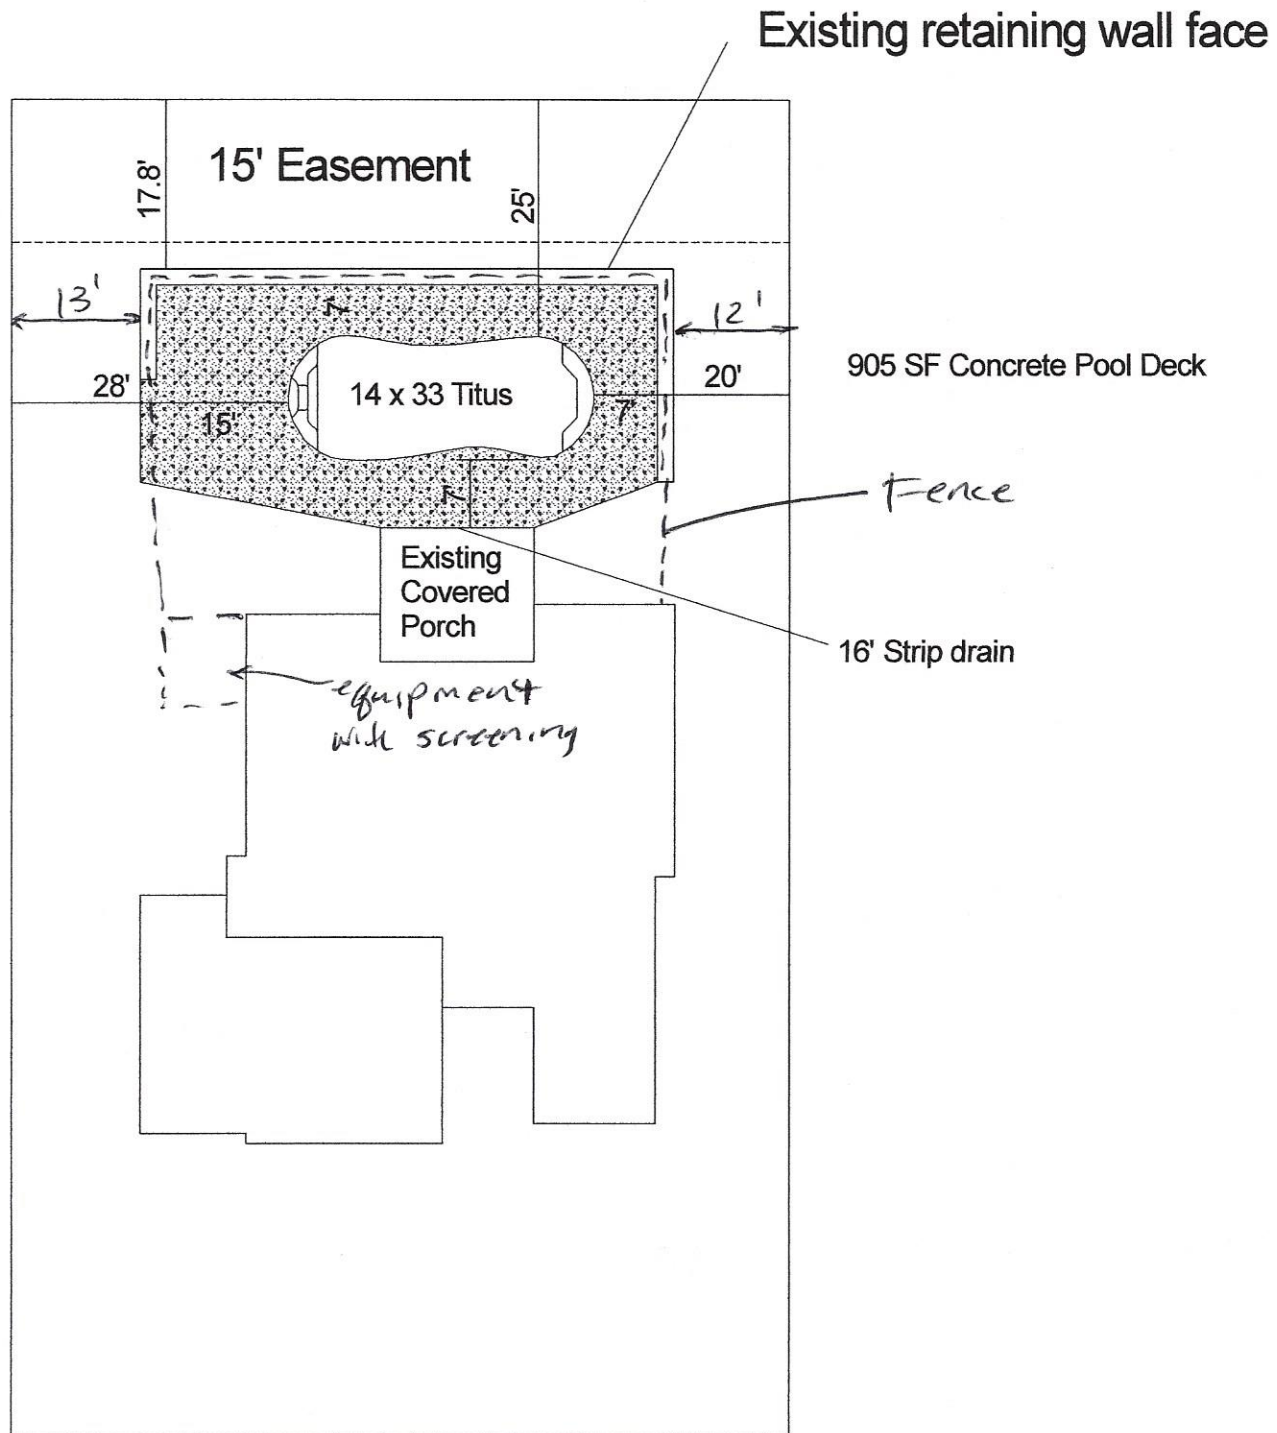 Existing retaining wall face
15' Easement
17.8'
25'
13'
12'
905 SF Concrete Pool Deck
28'
15'
14 x 33 Titus
7'
20'
Fence
Existing
Covered
Porch
16' Strip drain
equipment
with screening